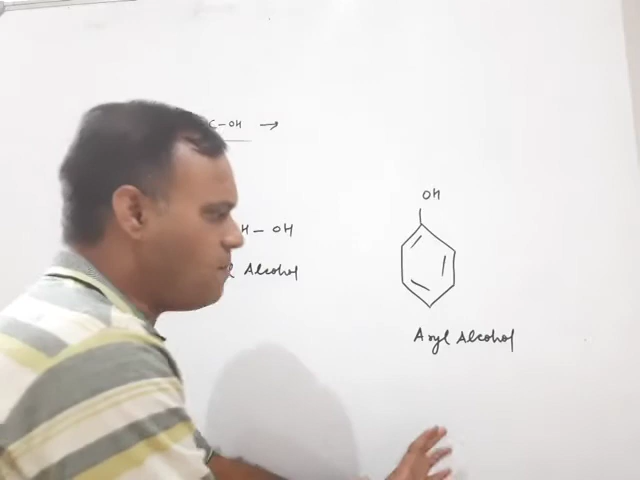 C-OH →
OH
H - OH
Alcohol
Aryl Alcohol